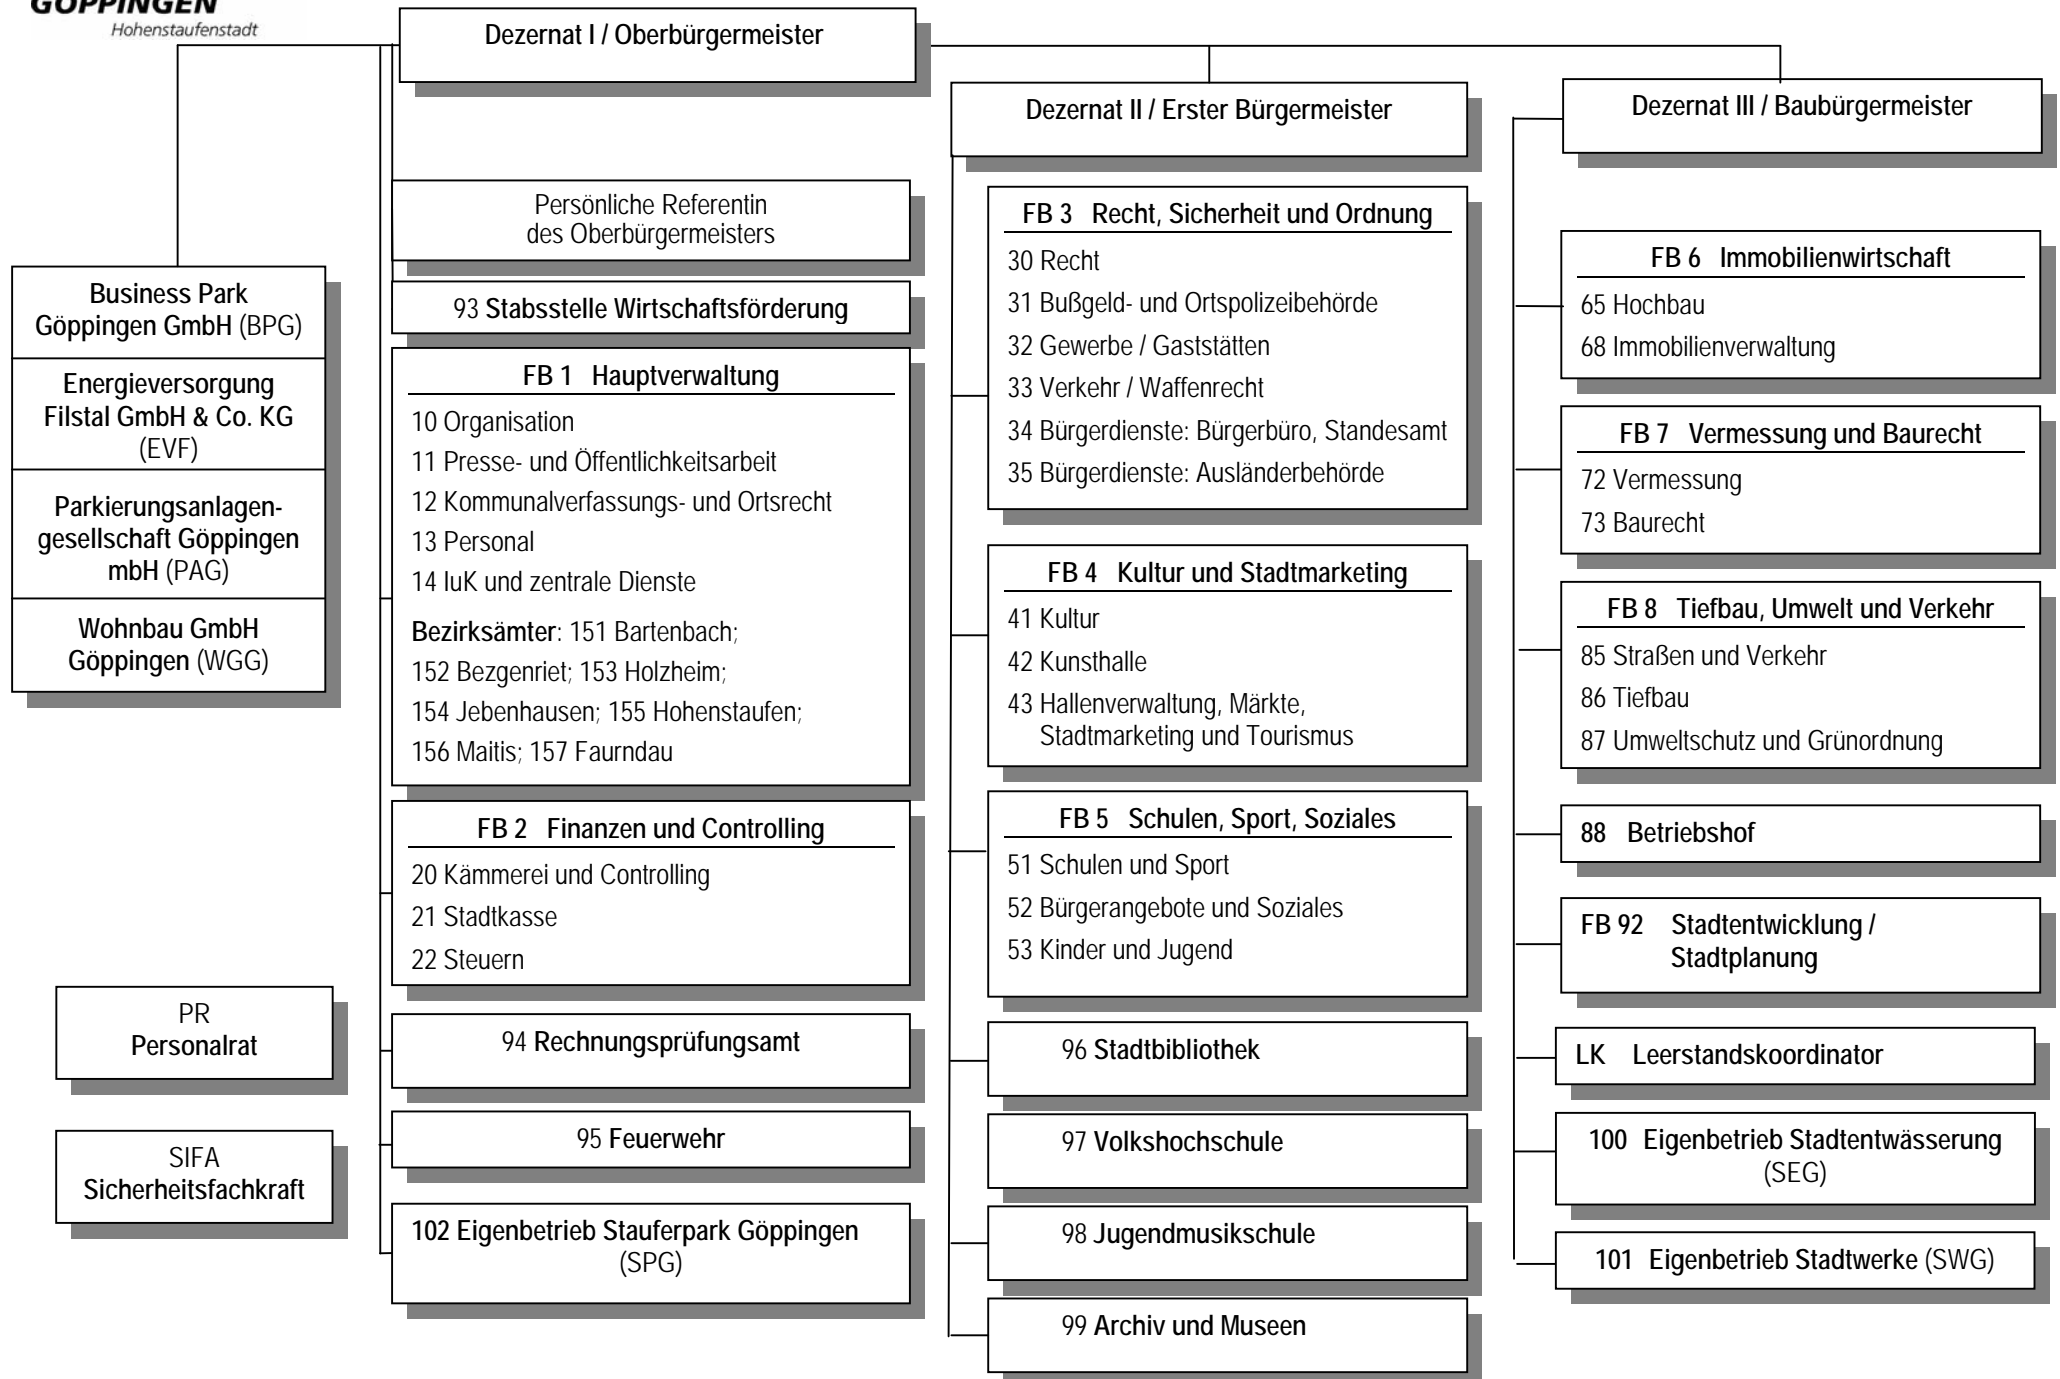 GÖPPINGEN
Hohenstaufenstadt
Dezernat I / Oberbürgermeister
Dezernat II / Erster Bürgermeister
Dezernat III / Baubürgermeister
Business Park
Göppingen GmbH (BPG)
Energieversorgung
Filstal GmbH & Co. KG
(EVF)
Parkierungsanlagen-
gesellschaft Göppingen
mbH (PAG)
Wohnbau GmbH
Göppingen (WGG)
PR
Personalrat
SIFA
Sicherheitsfachkraft
Persönliche Referentin
des Oberbürgermeisters
93 Stabsstelle Wirtschaftsförderung
FB 1 Hauptverwaltung
10 Organisation
11 Presse- und Öffentlichkeitsarbeit
12 Kommunalverfassungs- und Ortsrecht
13 Personal
14 IuK und zentrale Dienste
Bezirksämter: 151 Bartenbach;
152 Bezgenriet; 153 Holzheim;
154 Jebenhausen; 155 Hohenstaufen;
156 Maitis; 157 Faurndau
FB 2 Finanzen und Controlling
20 Kämmerei und Controlling
21 Stadtkasse
22 Steuern
94 Rechnungsprüfungsamt
95 Feuerwehr
102 Eigenbetrieb Stauferpark Göppingen
(SPG)
FB 3 Recht, Sicherheit und Ordnung
30 Recht
31 Bußgeld- und Ortspolizeibehörde
32 Gewerbe / Gaststätten
33 Verkehr / Waffenrecht
34 Bürgerdienste: Bürgerbüro, Standesamt
35 Bürgerdienste: Ausländerbehörde
FB 4 Kultur und Stadtmarketing
41 Kultur
42 Kunsthalle
43 Hallenverwaltung, Märkte,
Stadtmarketing und Tourismus
FB 5 Schulen, Sport, Soziales
51 Schulen und Sport
52 Bürgerangebote und Soziales
53 Kinder und Jugend
96 Stadtbibliothek
97 Volkshochschule
98 Jugendmusikschule
99 Archiv und Museen
FB 6 Immobilienwirtschaft
65 Hochbau
68 Immobilienverwaltung
FB 7 Vermessung und Baurecht
72 Vermessung
73 Baurecht
FB 8 Tiefbau, Umwelt und Verkehr
85 Straßen und Verkehr
86 Tiefbau
87 Umweltschutz und Grünordnung
88 Betriebshof
FB 92 Stadtentwicklung /
Stadtplanung
LK Leerstandskoordinator
100 Eigenbetrieb Stadtentwässerung
(SEG)
101 Eigenbetrieb Stadtwerke (SWG)